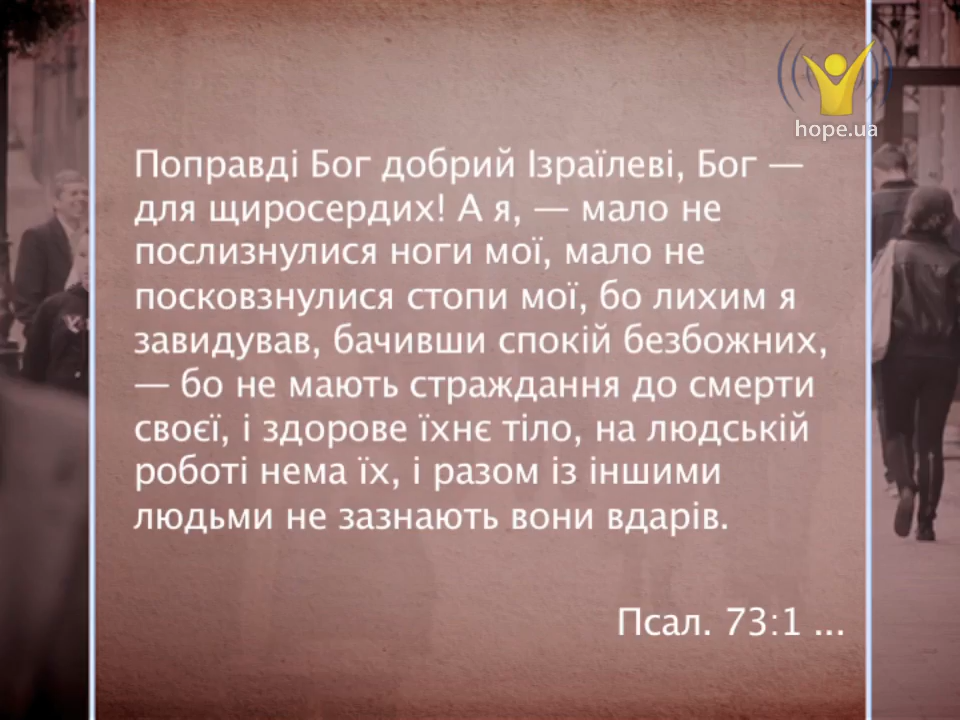 hope.ua
Поправді Бог добрий Ізраїлеві, Бог —
для щиросердих! А я, — мало не
послизнулися ноги мої, мало не
посковзнулися стопи мої, бо лихим я
завидував, бачивши спокій безбожних,
— бо не мають страждання до смерти
своєї, і здорове їхнє тіло, на людській
роботі нема їх, і разом із іншими
людьми не зазнають вони вдарів.
Псал. 73:1 ...